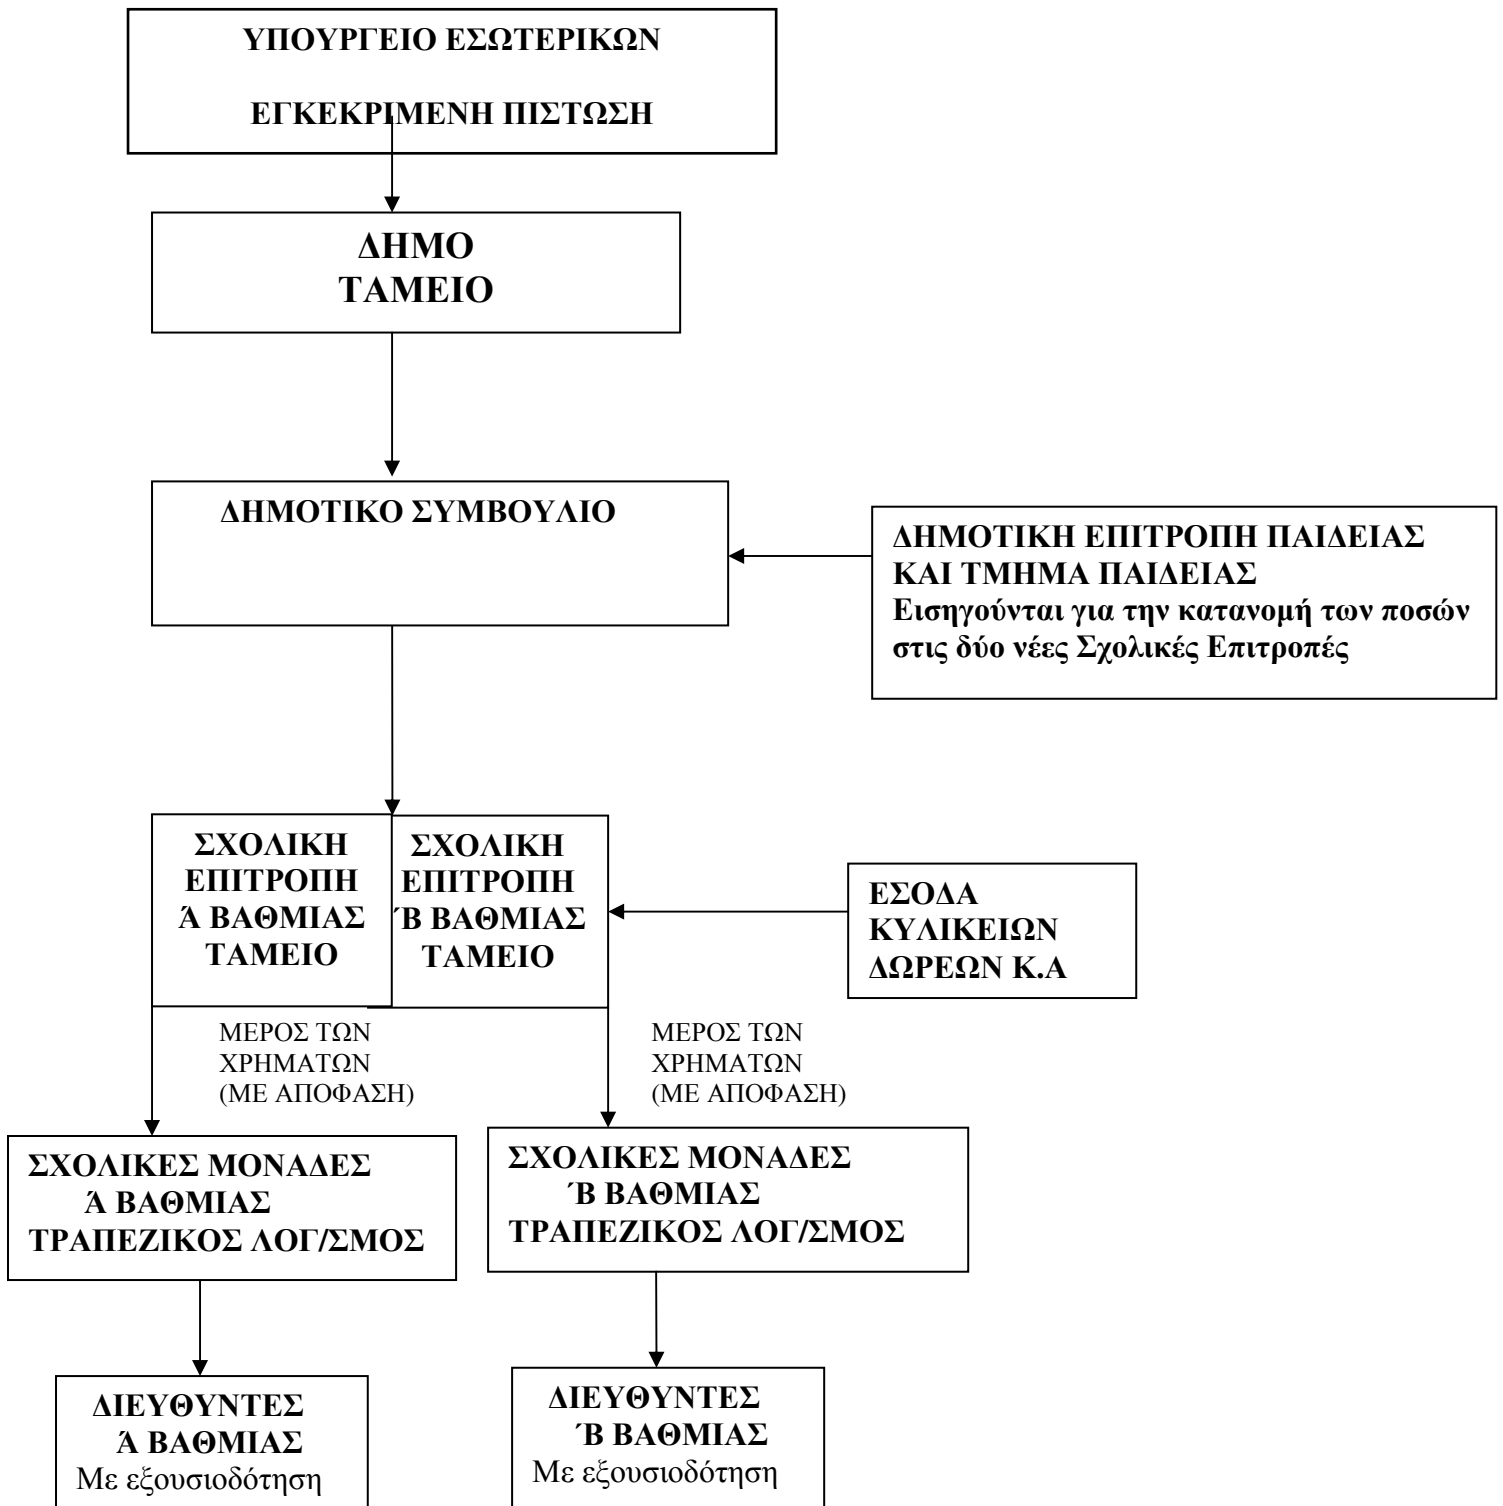 ΥΠΟΥΡΓΕΙΟ ΕΣΩΤΕΡΙΚΩΝ
ΕΓΚΕΚΡΙΜΕΝΗ ΠΙΣΤΩΣΗ
ΔΗΜΟ
ΤΑΜΕΙΟ
ΔΗΜΟΤΙΚΟ ΣΥΜΒΟΥΛΙΟ
ΔΗΜΟΤΙΚΗ ΕΠΙΤΡΟΠΗ ΠΑΙΔΕΙΑΣ
ΚΑΙ ΤΜΗΜΑ ΠΑΙΔΕΙΑΣ
Εισηγούνται για την κατανομή των ποσών
στις δύο νέες Σχολικές Επιτροπές
ΣΧΟΛΙΚΗ
ΕΠΙΤΡΟΠΗ
Ά ΒΑΘΜΙΑΣ
ΤΑΜΕΙΟ
ΣΧΟΛΙΚΗ
ΕΠΙΤΡΟΠΗ
΄Β ΒΑΘΜΙΑΣ
ΤΑΜΕΙΟ
ΕΣΟΔΑ
ΚΥΛΙΚΕΙΩΝ
ΔΩΡΕΩΝ Κ.Α
ΜΕΡΟΣ ΤΩΝ
ΧΡΗΜΑΤΩΝ
(ΜΕ ΑΠΟΦΑΣΗ)
ΜΕΡΟΣ ΤΩΝ
ΧΡΗΜΑΤΩΝ
(ΜΕ ΑΠΟΦΑΣΗ)
ΣΧΟΛΙΚΕΣ ΜΟΝΑΔΕΣ
Ά ΒΑΘΜΙΑΣ
ΤΡΑΠΕΖΙΚΟΣ ΛΟΓ/ΣΜΟΣ
ΣΧΟΛΙΚΕΣ ΜΟΝΑΔΕΣ
΄Β ΒΑΘΜΙΑΣ
ΤΡΑΠΕΖΙΚΟΣ ΛΟΓ/ΣΜΟΣ
ΔΙΕΥΘΥΝΤΕΣ
Ά ΒΑΘΜΙΑΣ
Με εξουσιοδότηση
ΔΙΕΥΘΥΝΤΕΣ
΄Β ΒΑΘΜΙΑΣ
Με εξουσιοδότηση